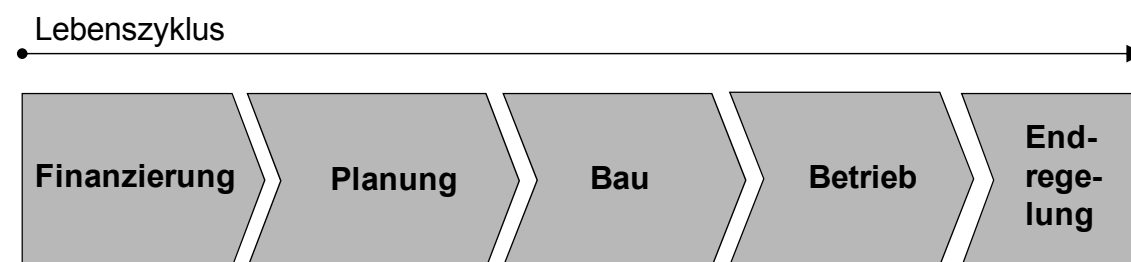 Lebenszyklus
Finanzierung
Planung
Bau
Betrieb
End-
rege-
lung